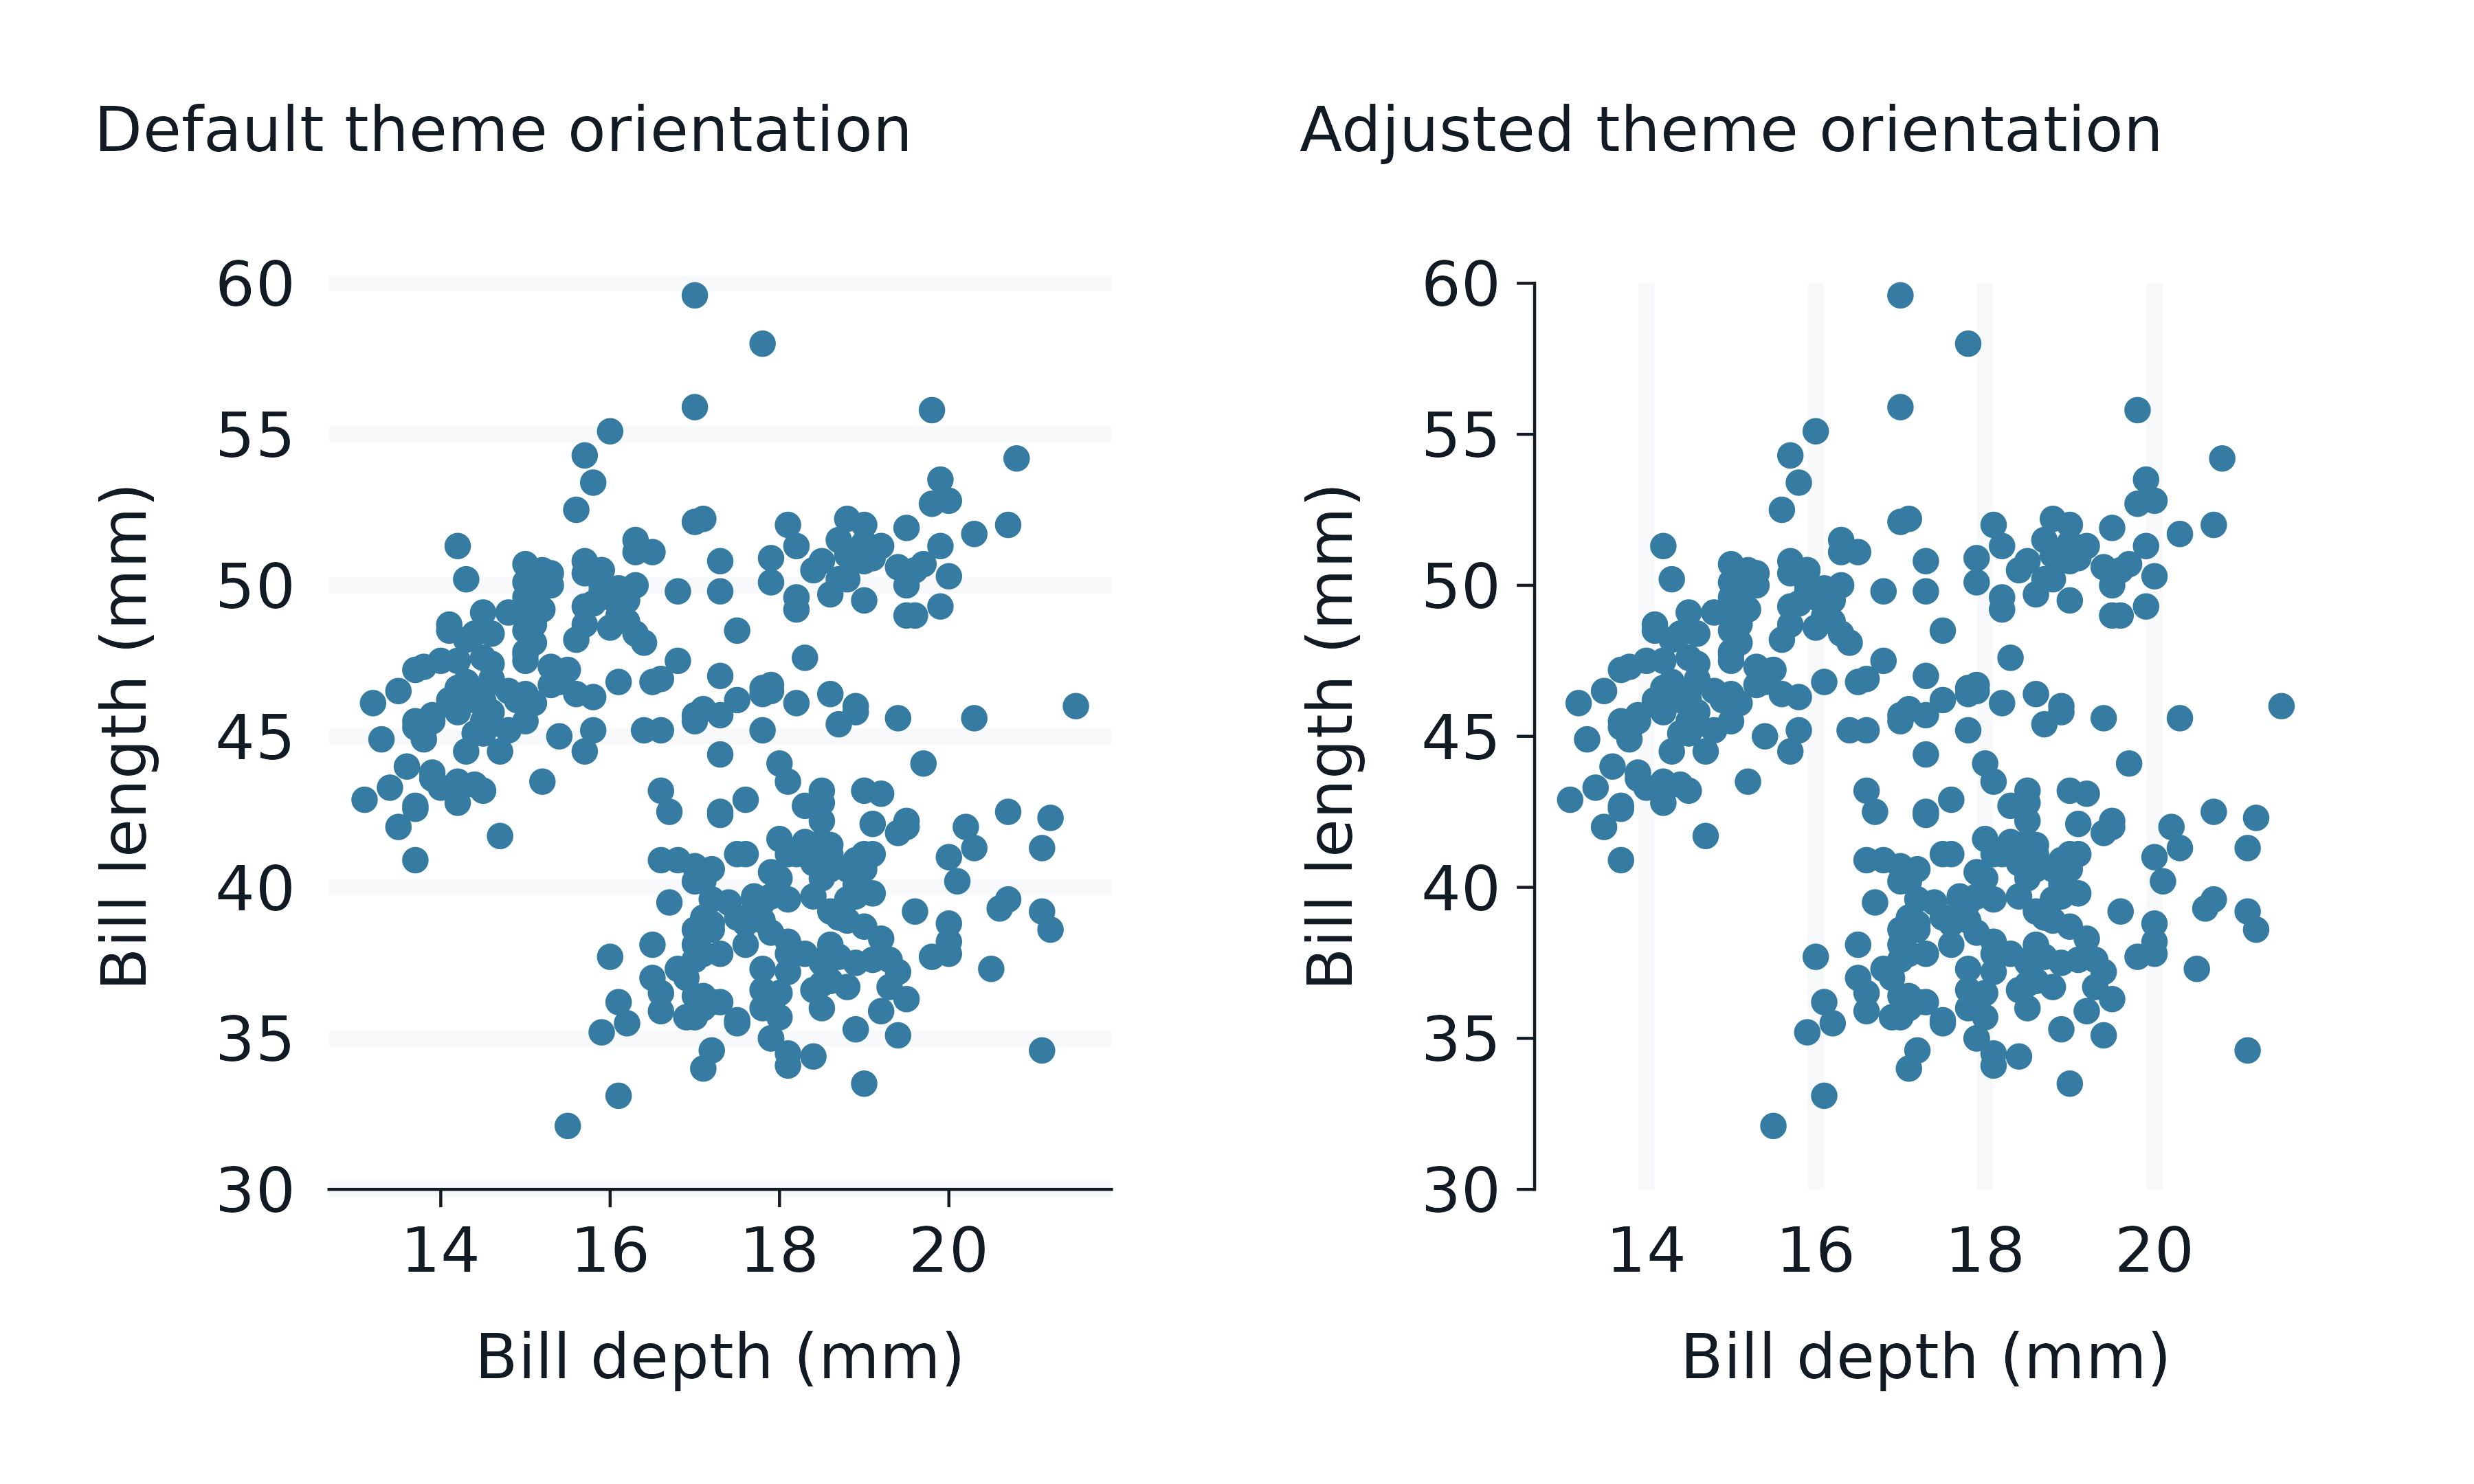 Default theme orientation
Bill length (mm)
60
55
50
45
40
35
30
14 16 18 20
Bill depth (mm)
Adjusted theme orientation
Bill length (mm)
60
55
50
45
40
35
30
14 16 18 20
Bill depth (mm)